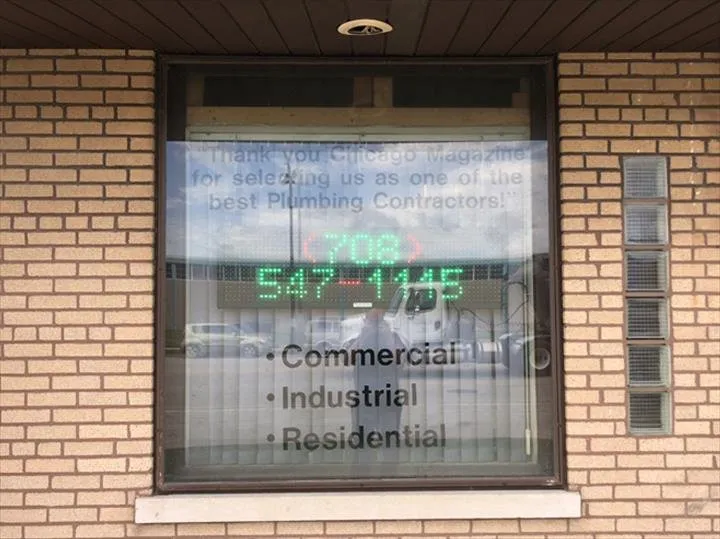 "Thank you Chicago Magazine
for selecting us as one of the
best Plumbing Contractors!"
(708)
547-1145
• Commercial
• Industrial
• Residential